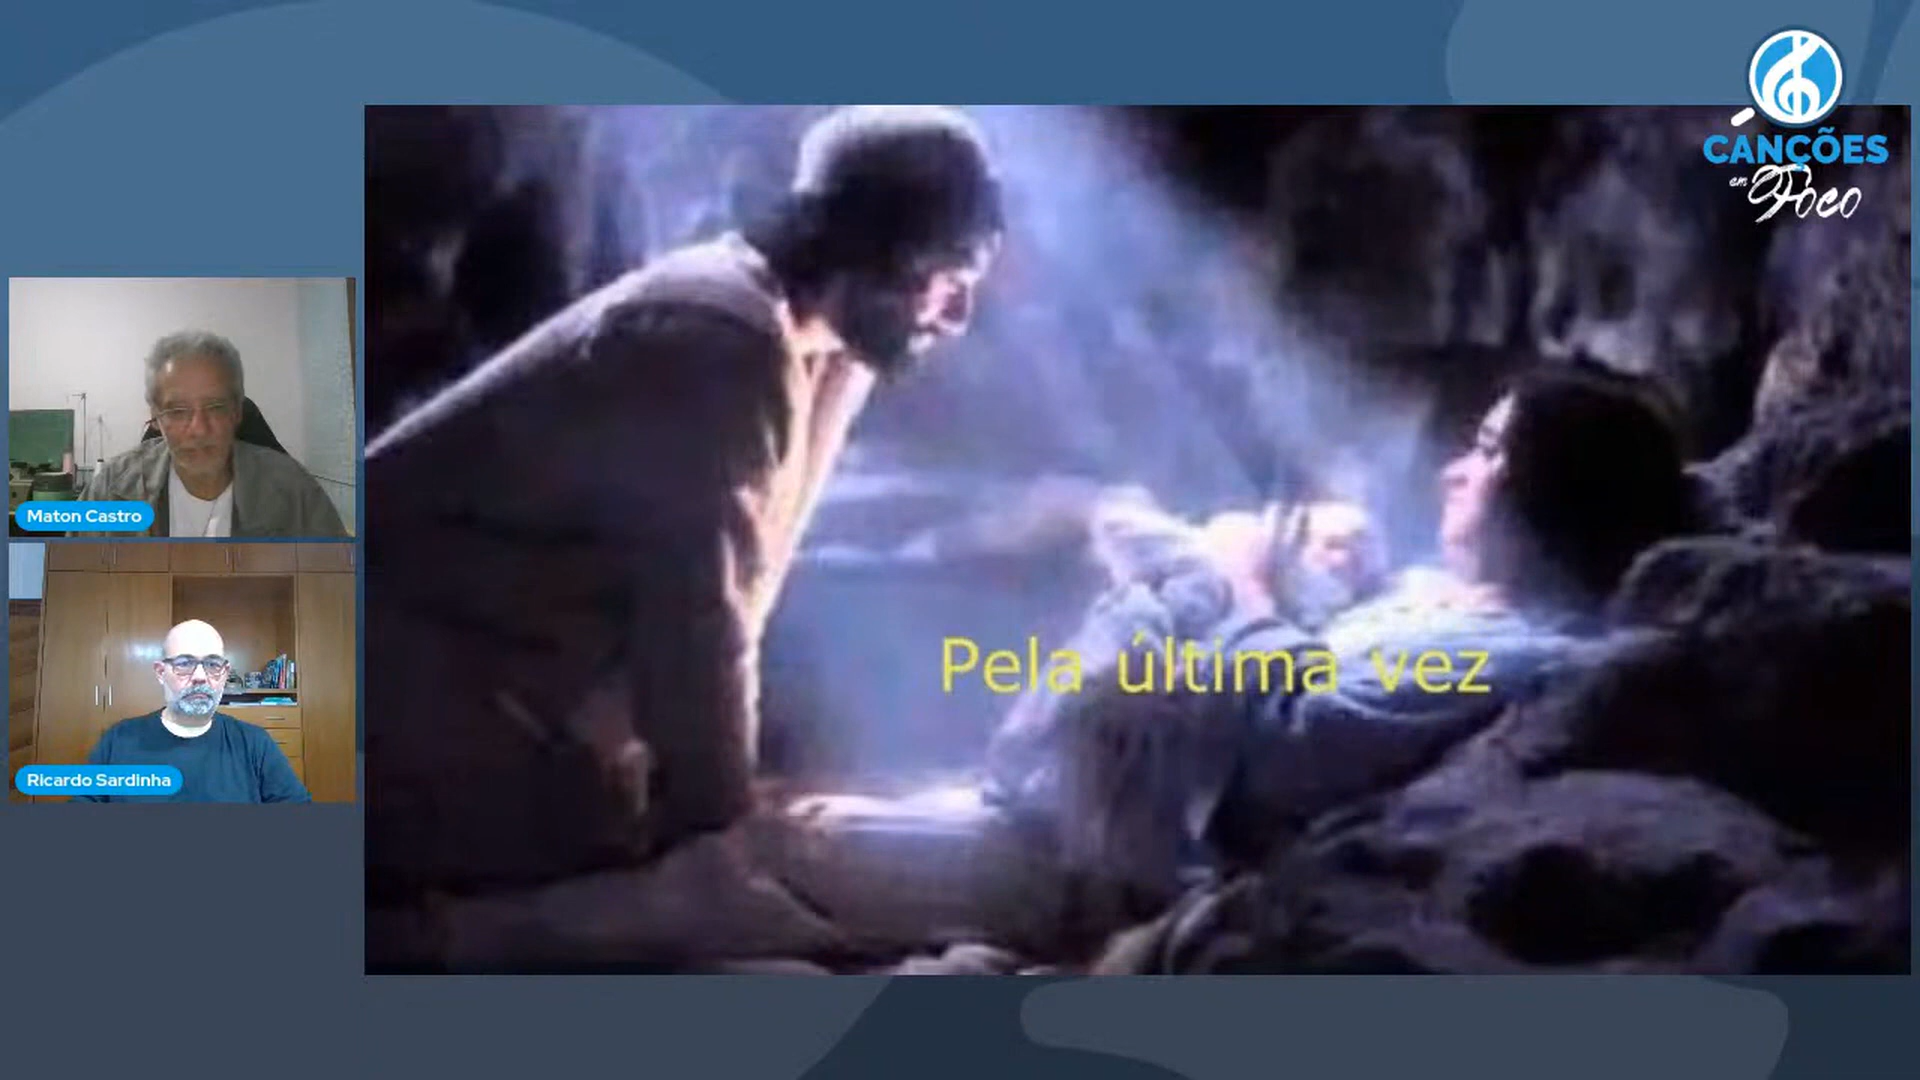 CANÇÕES
em Foco
Maton Castro
Pela última vez
Ricardo Sardinha